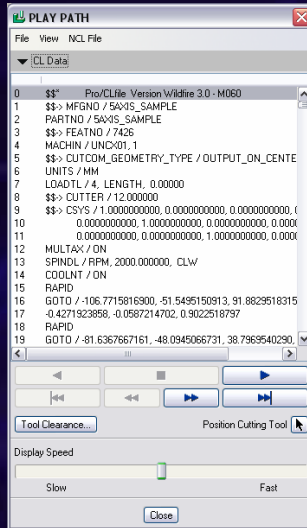 PLAY PATH
File View NCL File
CL Data
0 $$* Pro/CLfile Version Wildfire 3.0 - M060
1 $$-> MFGNO / 5AXIS_SAMPLE
2 PARTNO / 5AXIS_SAMPLE
3 $$-> FEATNO / 7426
4 MACHIN / UNCX01, 1
5 $$-> CUTCOM_GEOMETRY_TYPE / OUTPUT_ON_CENTE
6 UNITS / MM
7 LOADTL / 4, LENGTH, 0.00000
8 $$-> CUTTER / 12.000000
9 $$-> CSYS / 1.0000000000, 0.0000000000, 0.0000000000, 0
10 0.0000000000, 1.0000000000, 0.0000000000, 0.0000
11 0.0000000000, 0.0000000000, 1.0000000000, 0.0000
12 MULTAX / ON
13 SPINDL / RPM, 2000.000000, CLW
14 COOLNT / ON
15 RAPID
16 GOTO / -106.7715816900, -51.5495150913, 91.8829518315
17 -0.4271923858, -0.0587214702, 0.9022518797
18 RAPID
19 GOTO / -81.6367667161, -48.0945066731, 38.7969540290,
Tool Clearance...
Position Cutting Tool
Display Speed
Slow Fast
Close